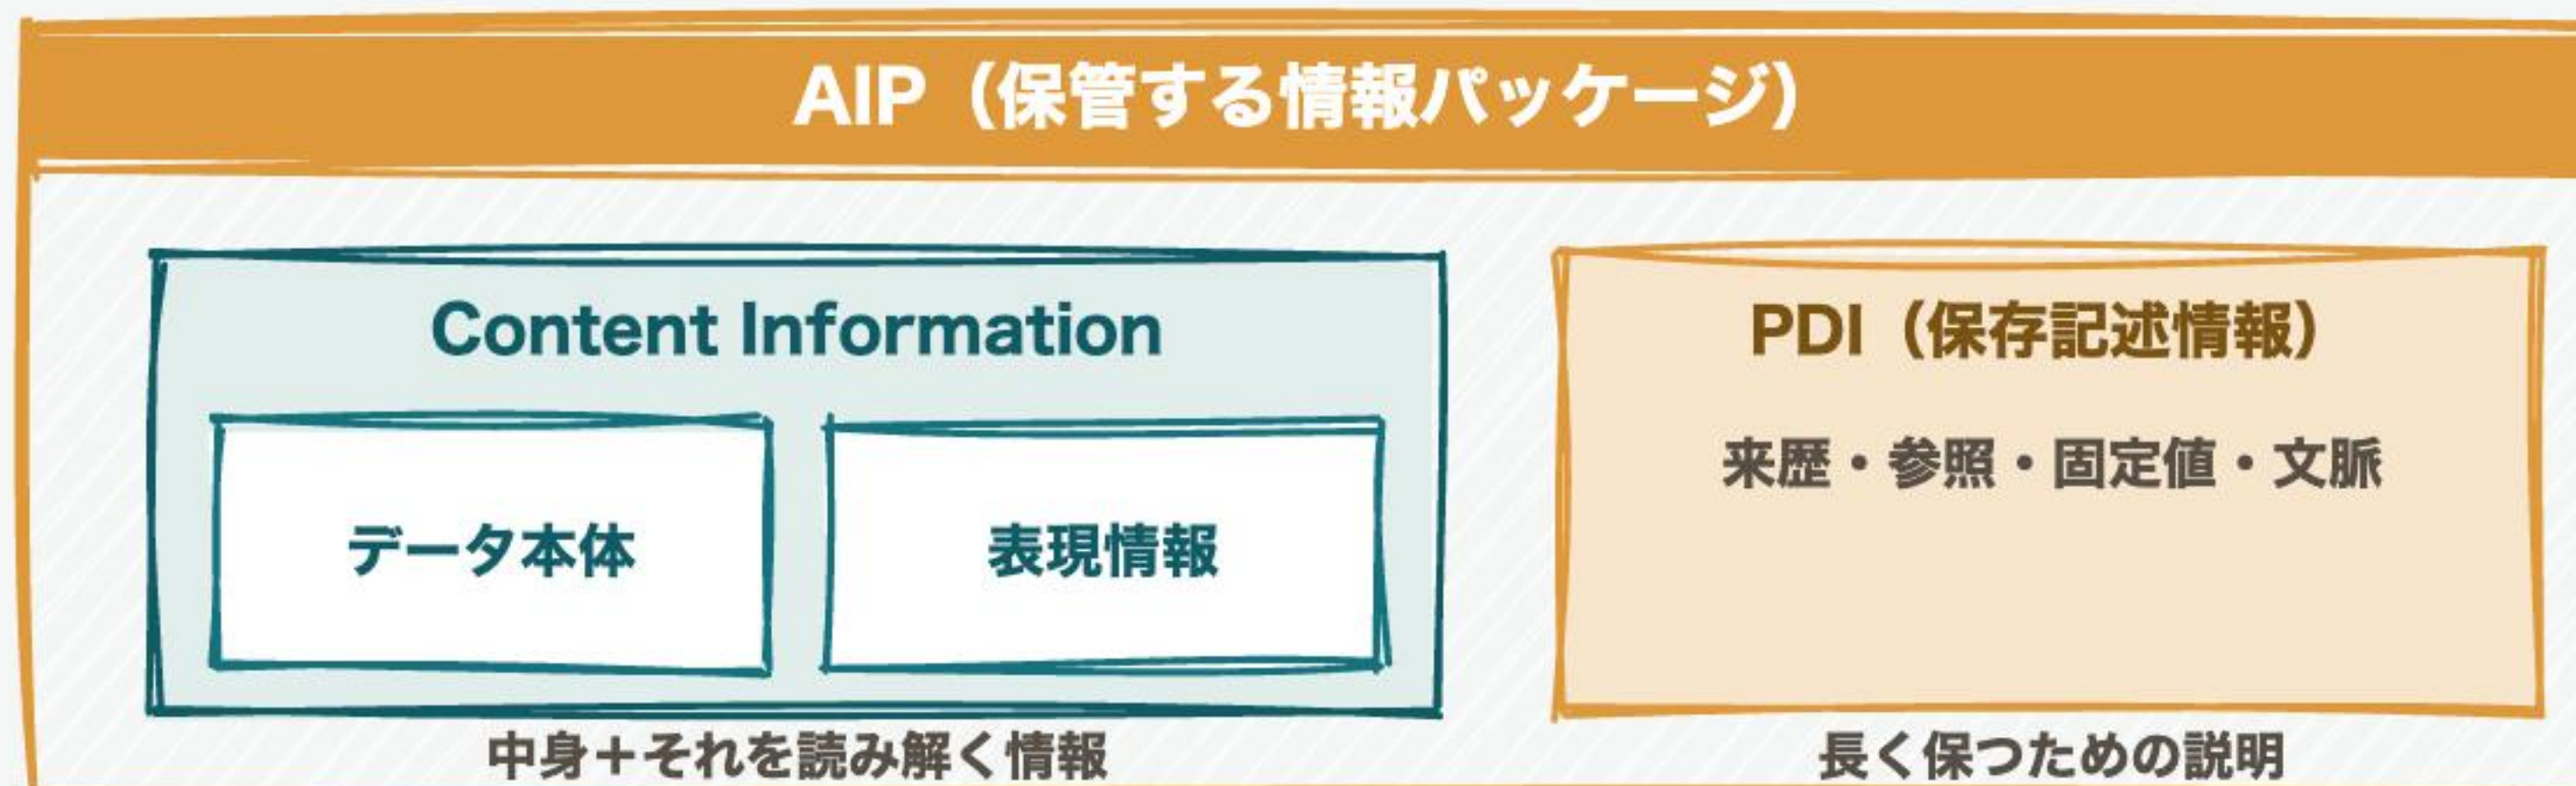 AIP（保管する情報パッケージ）
Content Information
データ本体
表現情報
中身＋それを読み解く情報
PDI（保存記述情報）
来歴・参照・固定値・文脈
長く保つための説明